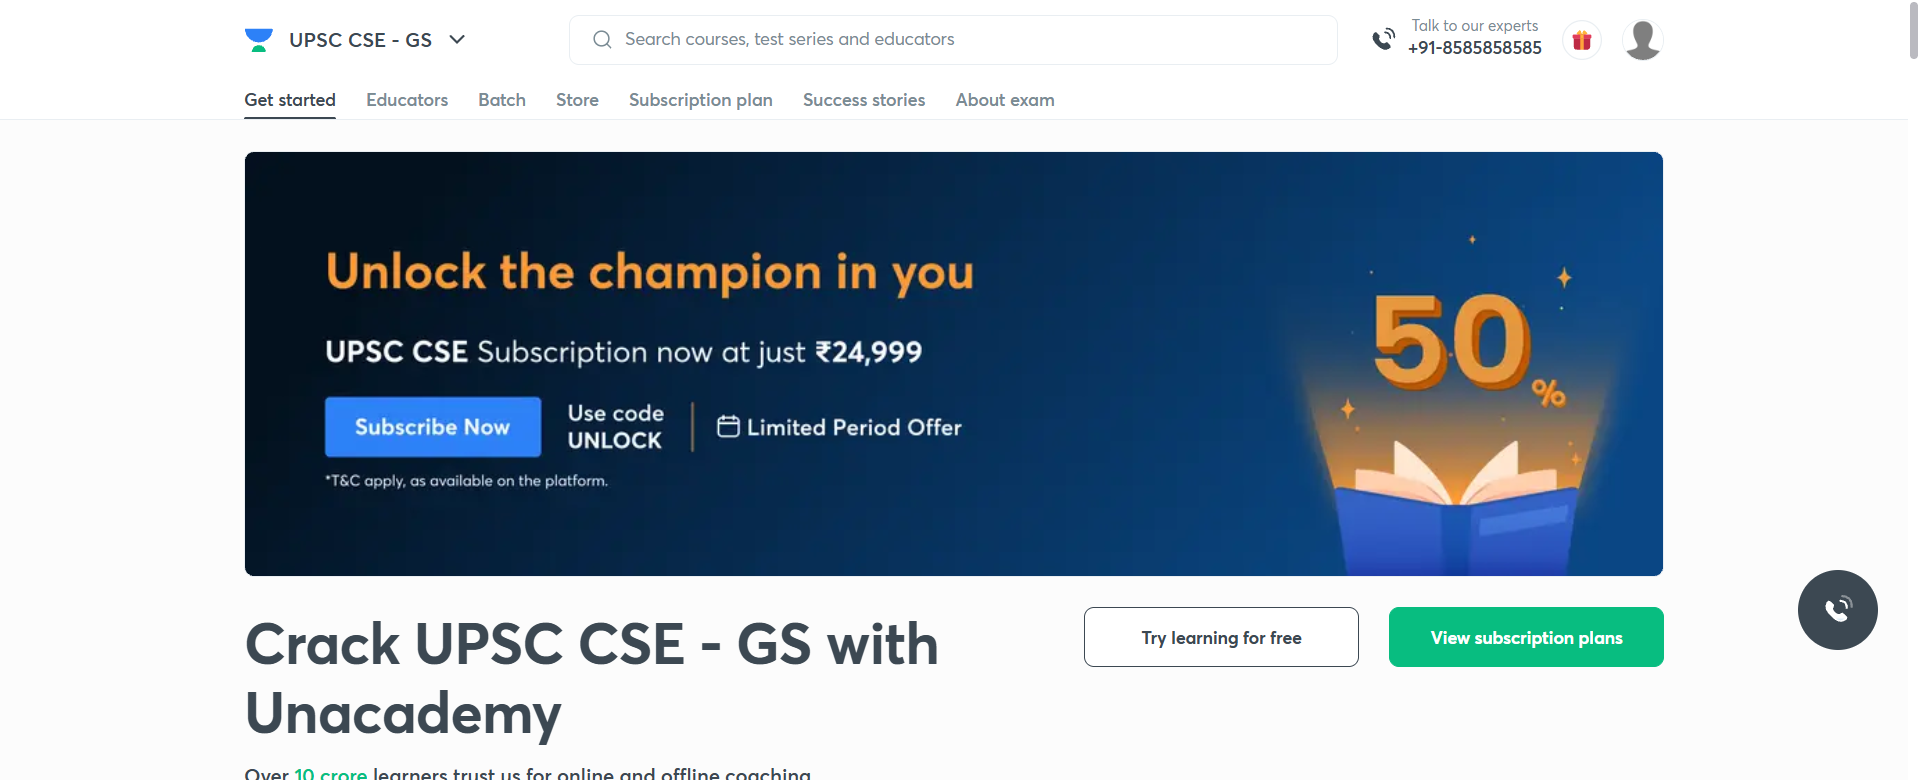 UPSC CSE - GS
Search courses, test series and educators
Talk to our experts
+91-8585858585
Get started
Educators
Batch
Store
Subscription plan
Success stories
About exam
Unlock the champion in you
UPSC CSE Subscription now at just ₹24,999
Subscribe Now
Use code
UNLOCK
Limited Period Offer
*T&C apply, as available on the platform.
50%
Crack UPSC CSE - GS with
Unacademy
Try learning for free
View subscription plans
Over 10 crore learners trust us for online and offline coaching